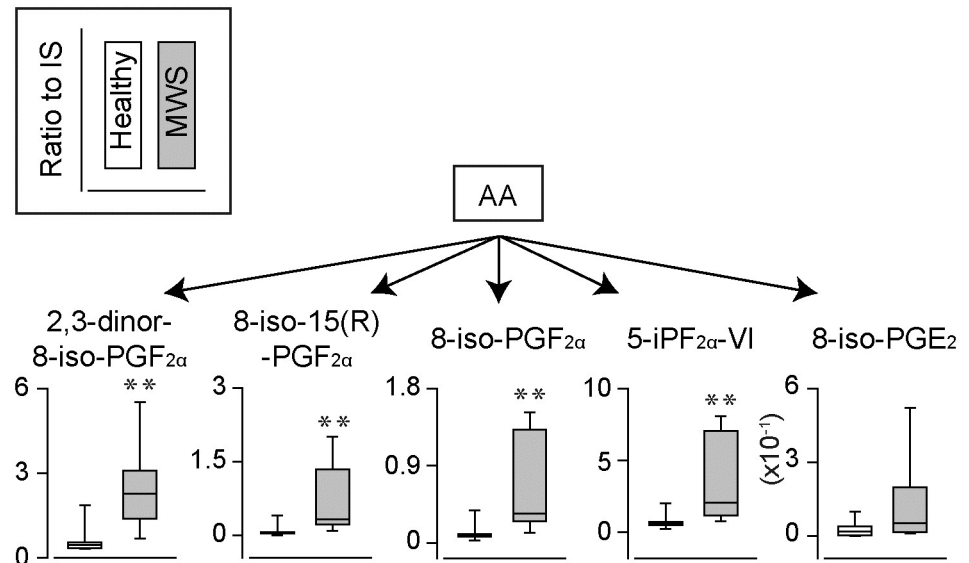 Ratio to IS
Healthy
MWS
AA
2,3-dinor-
8-iso-PGF2α
8-iso-15(R)
-PGF2α
8-iso-PGF2α
5-iPF2α-VI
8-iso-PGE2
6
3
0
**
3
1.5
0
**
1.8
0.9
0
**
10
5
0
**
(x10⁻¹)
6
3
0